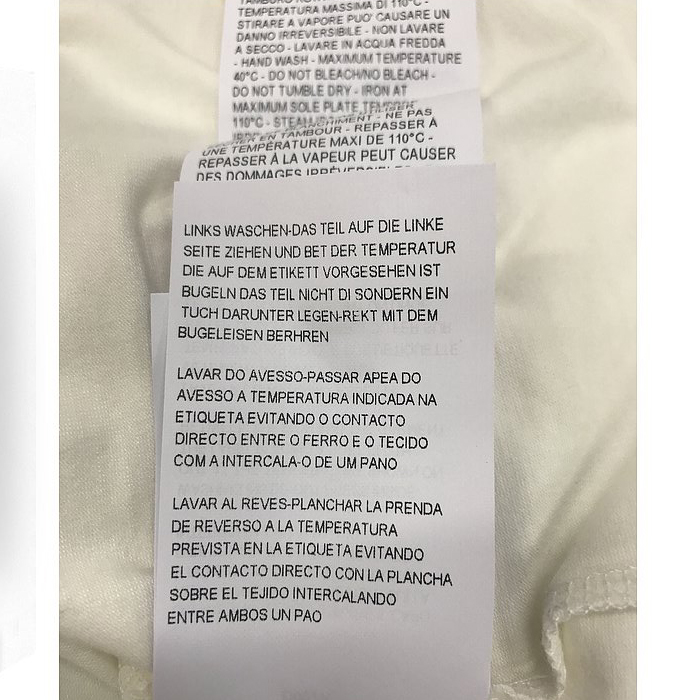 TEMPERATURA MASSIMA DI 110°C -
STIRARE A VAPORE PUO' CAUSARE UN
DANNO IRREVERSIBILE - NON LAVARE
A SECCO - LAVARE IN ACQUA FREDDA
- HAND WASH - MAXIMUM TEMPERATURE
40°C - DO NOT BLEACH/NO BLEACH -
DO NOT TUMBLE DRY - IRON AT
MAXIMUM SOLE PLATE
110°C - - NE PAS
EN TAMBOUR - REPASSER À
UNE TEMPÉRATURE MAXI DE 110°C -
REPASSER À LA VAPEUR PEUT CAUSER
DES DOMMAGES
LINKS WASCHEN-DAS TEIL AUF DIE LINKE
SEITE ZIEHEN UND BET DER TEMPERATUR
DIE AUF DEM ETIKETT VORGESEHEN IST
BUGELN DAS TEIL NICHT DI SONDERN EIN
TUCH DARUNTER LEGEN-REKT MIT DEM
BUGELEISEN BERHREN
LAVAR DO AVESSO-PASSAR APEA DO
AVESSO A TEMPERATURA INDICADA NA
ETIQUETA EVITANDO O CONTACTO
DIRECTO ENTRE O FERRO E O TECIDO
COM A INTERCALA-O DE UM PANO
LAVAR AL REVES-PLANCHAR LA PRENDA
DE REVERSO A LA TEMPERATURA
PREVISTA EN LA ETIQUETA EVITANDO
EL CONTACTO DIRECTO CON LA PLANCHA
SOBRE EL TEJIDO INTERCALANDO
ENTRE AMBOS UN PAO